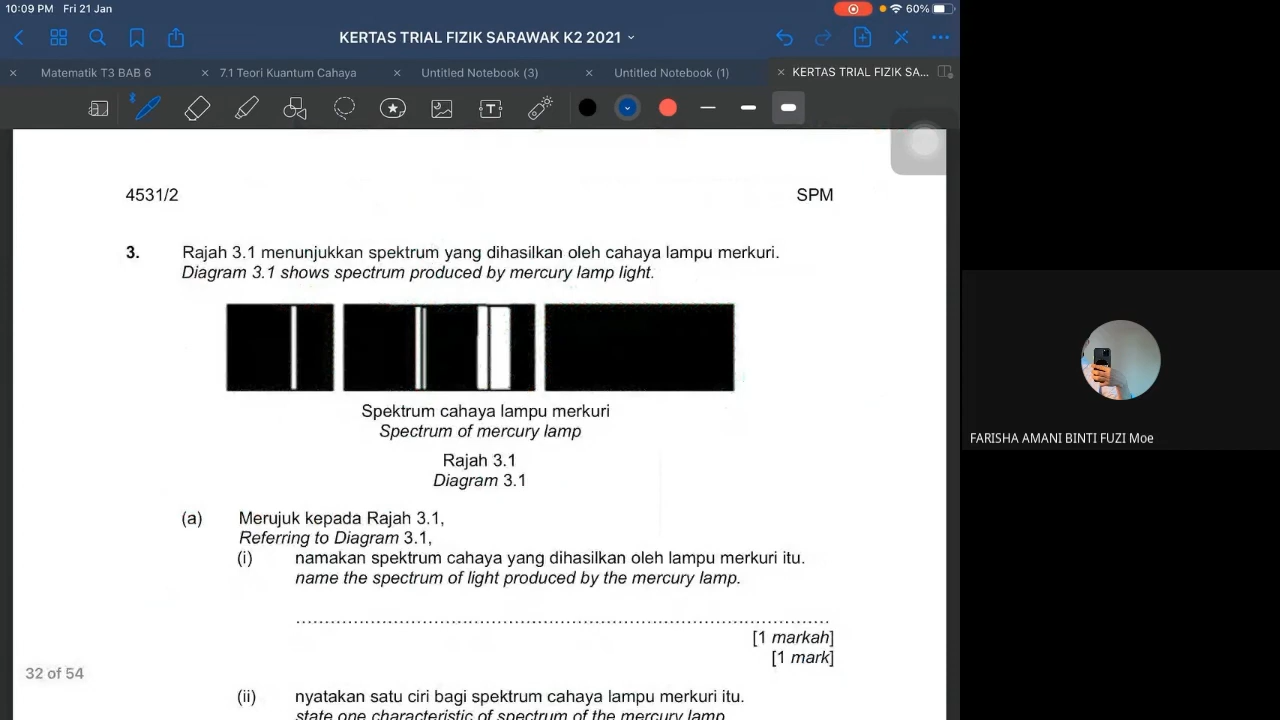 10:09 PM Fri 21 Jan
60%
KERTAS TRIAL FIZIK SARAWAK K2 2021
Matematik T3 BAB 6
7.1 Teori Kuantum Cahaya
Untitled Notebook (3)
Untitled Notebook (1)
KERTAS TRIAL FIZIK SA...
T
4531/2
SPM
3. Rajah 3.1 menunjukkan spektrum yang dihasilkan oleh cahaya lampu merkuri.
Diagram 3.1 shows spectrum produced by mercury lamp light.
Spektrum cahaya lampu merkuri
Spectrum of mercury lamp
Rajah 3.1
Diagram 3.1
(a) Merujuk kepada Rajah 3.1,
Referring to Diagram 3.1,
(i) namakan spektrum cahaya yang dihasilkan oleh lampu merkuri itu.
name the spectrum of light produced by the mercury lamp.
................................................................................
[1 markah]
[1 mark]
32 of 54
(ii) nyatakan satu ciri bagi spektrum cahaya lampu merkuri itu.
state one characteristic of spectrum of the mercury lamp
FARISHA AMANI BINTI FUZI Moe